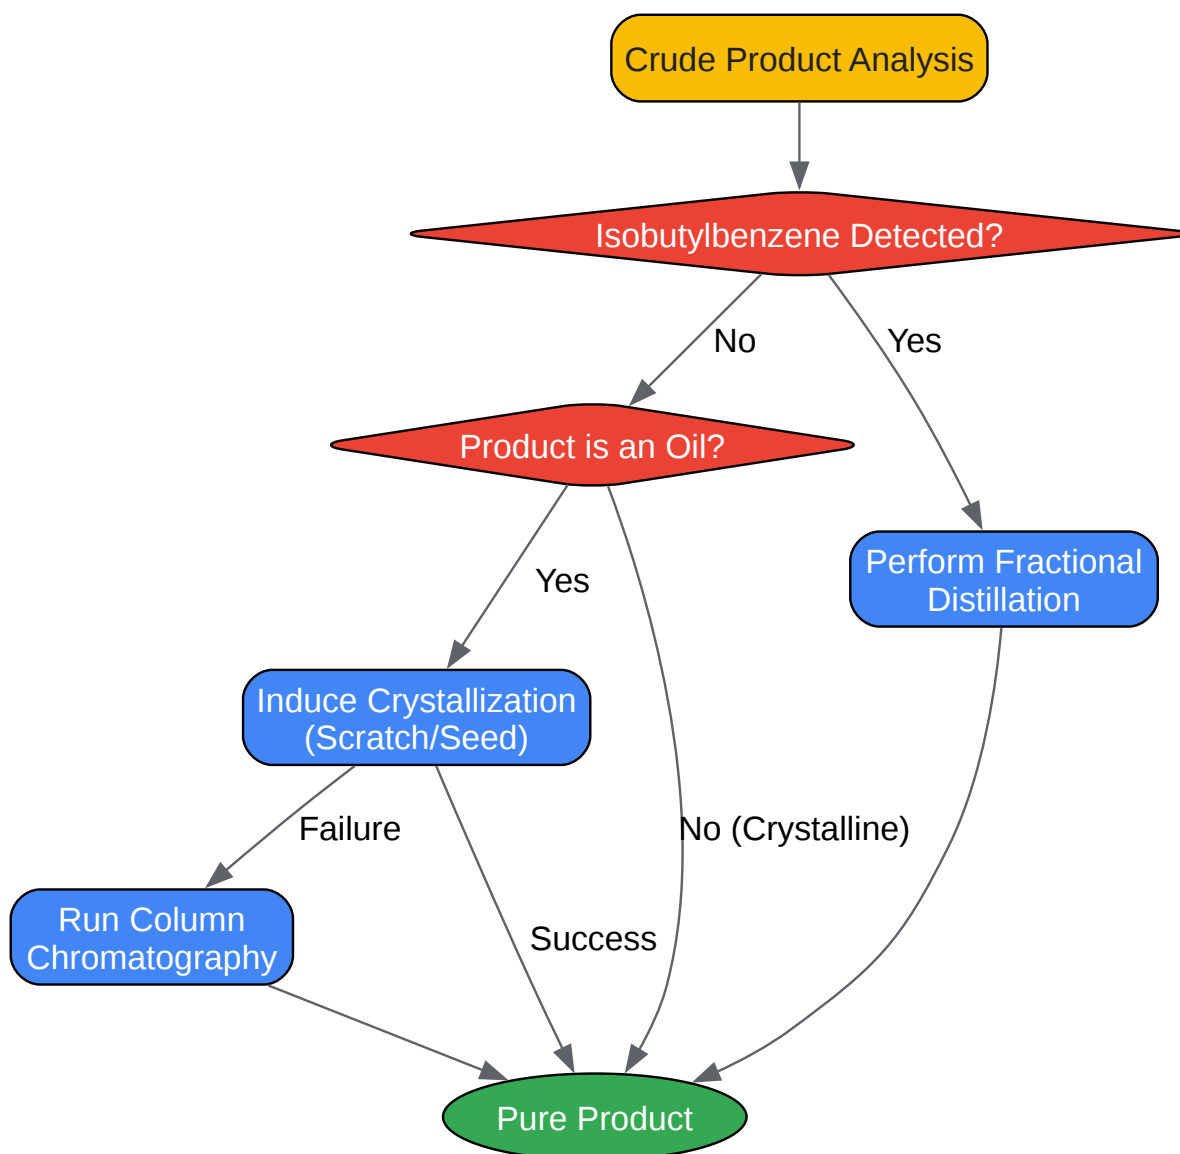 Crude Product Analysis
Isobutylbenzene Detected?
No
Yes
Product is an Oil?
Yes
Perform Fractional
Distillation
Induce Crystallization
(Scratch/Seed)
Failure
No (Crystalline)
Run Column
Chromatography
Success
Pure Product